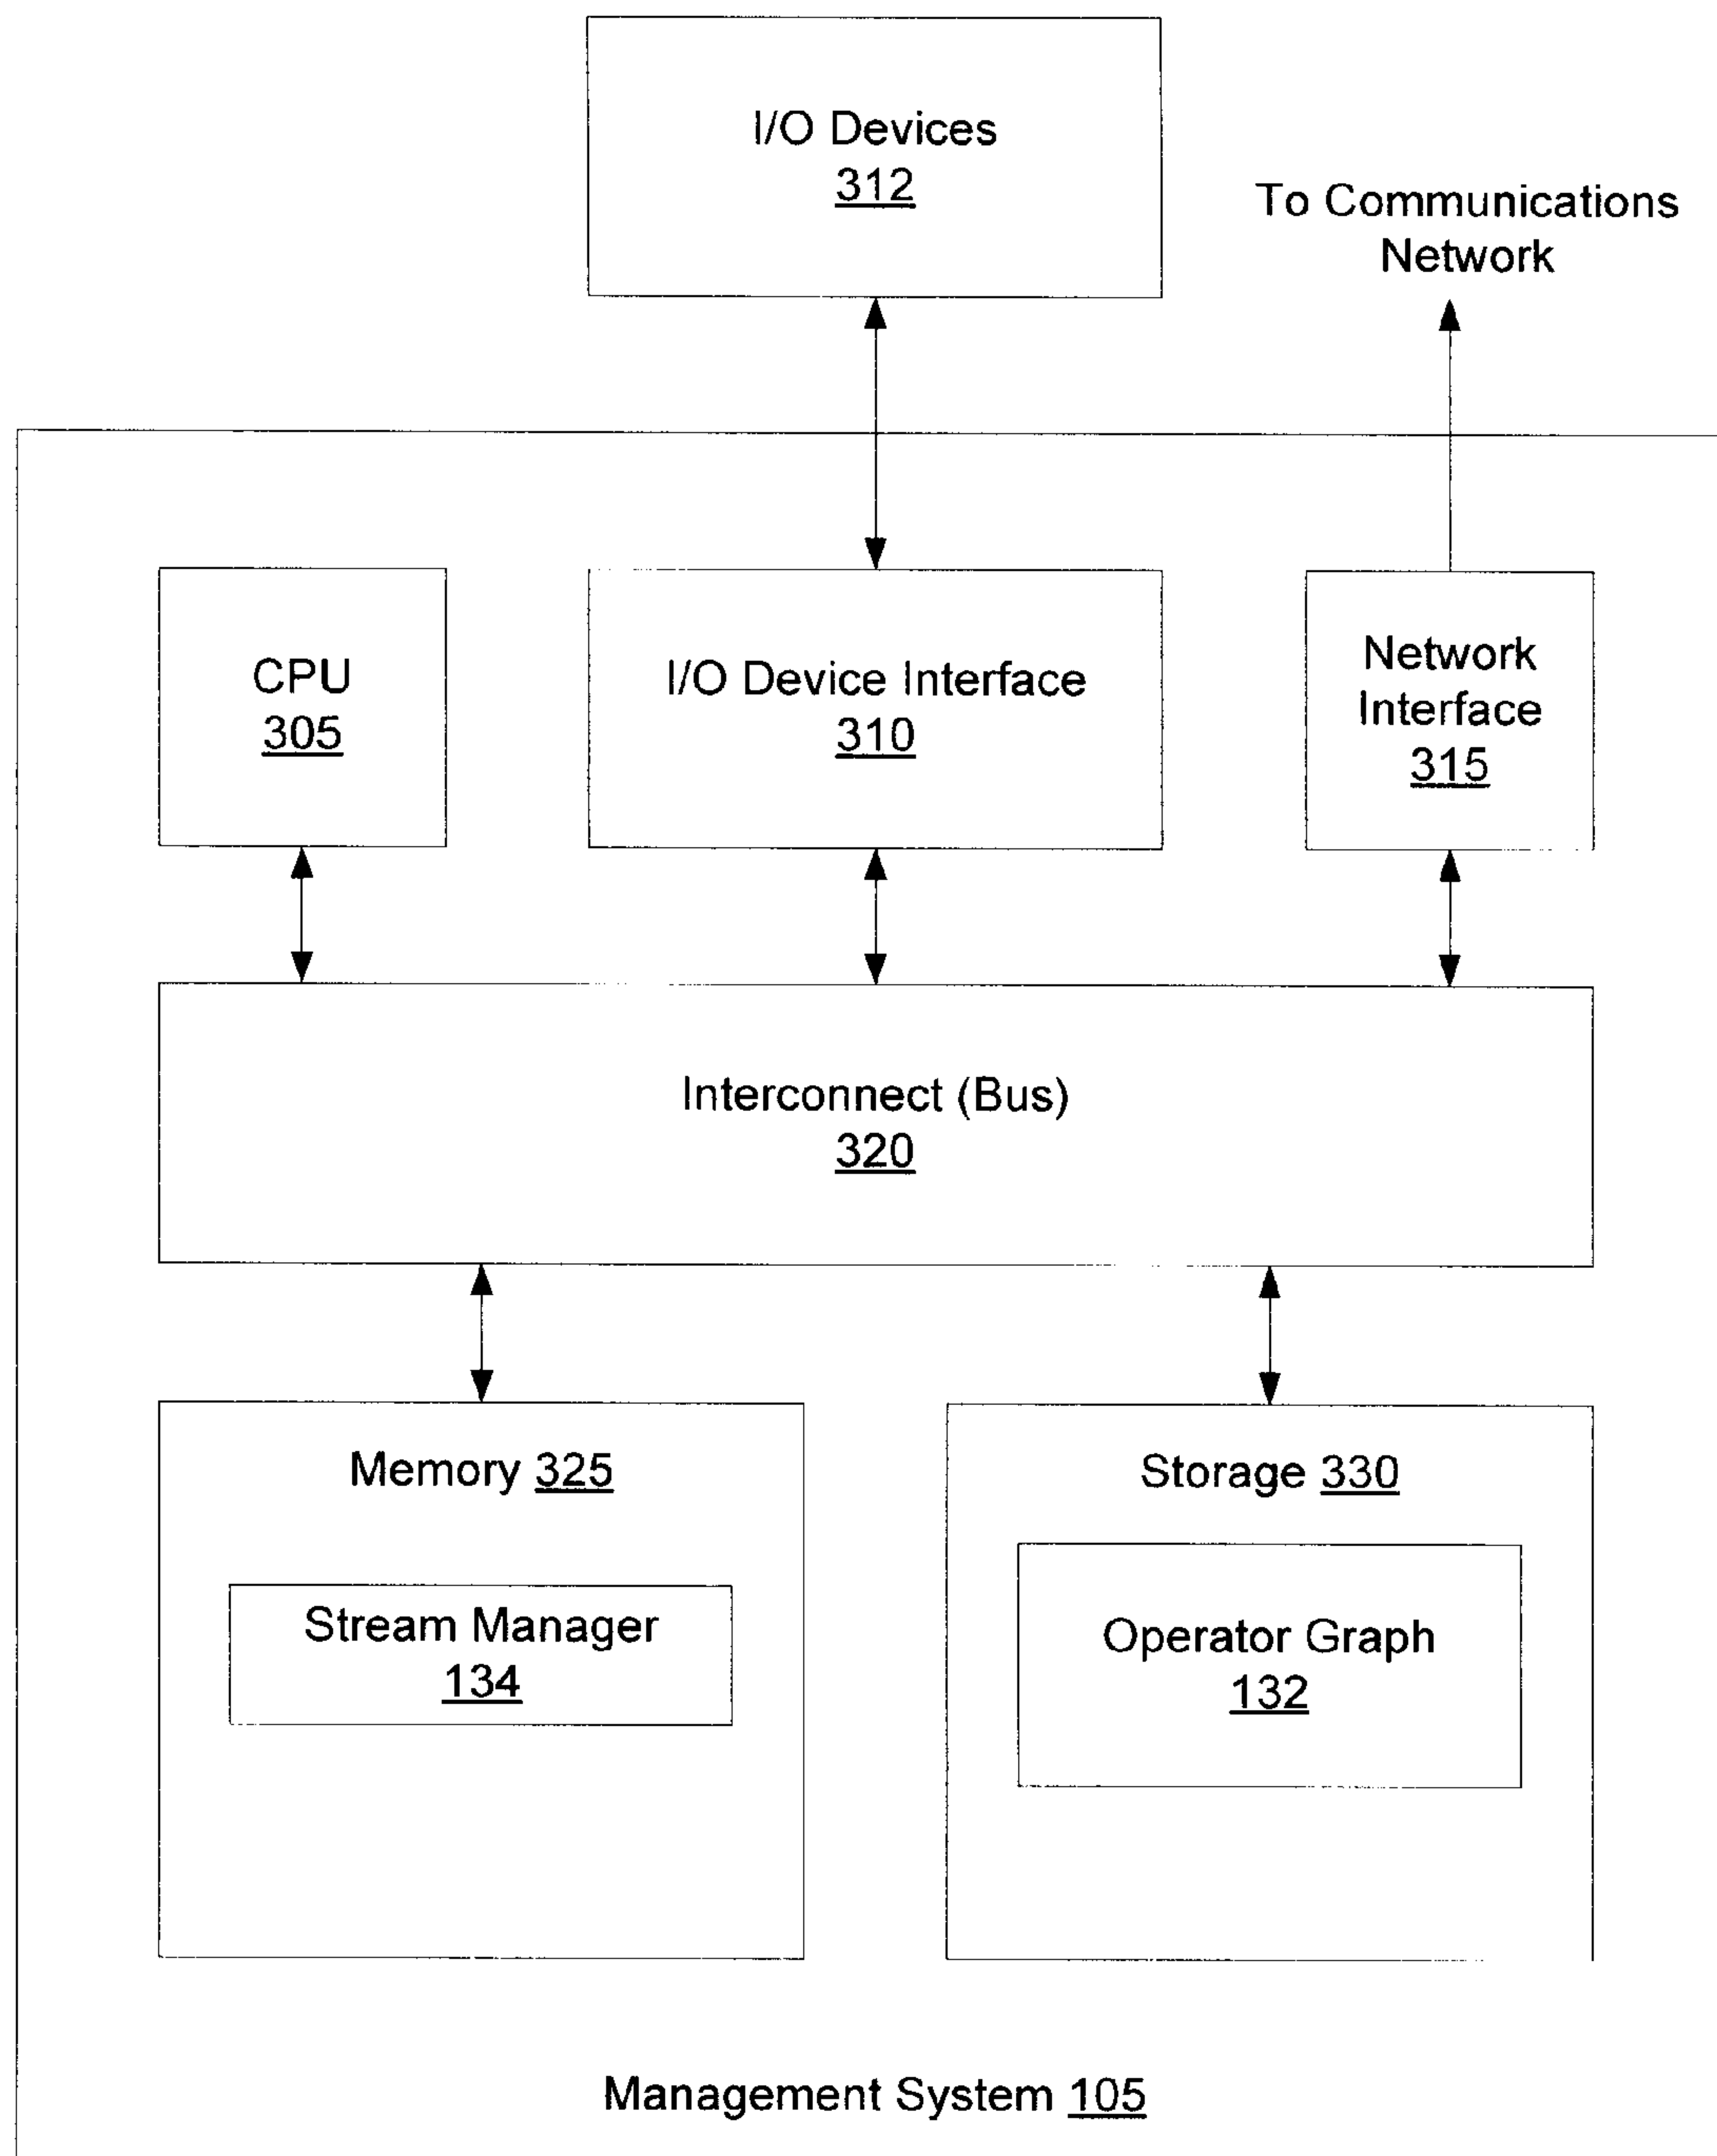 I/O Devices
312
To Communications
Network
CPU
305
I/O Device Interface
310
Network
Interface
315
Interconnect (Bus)
320
Memory 325
Storage 330
Stream Manager
134
Operator Graph
132
Management System 105